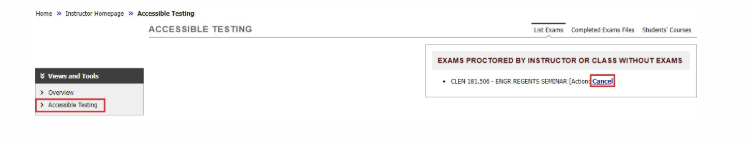 Home » Instructor Homepage » Accessible Testing
ACCESSIBLE TESTING
List Exams Completed Exams Files Students' Courses
EXAMS PROCTORED BY INSTRUCTOR OR CLASS WITHOUT EXAMS
• CLEN 181.506 - ENGR REGENTS SEMINAR [Action: Cancel]
Views and Tools
> Overview
> Accessible Testing